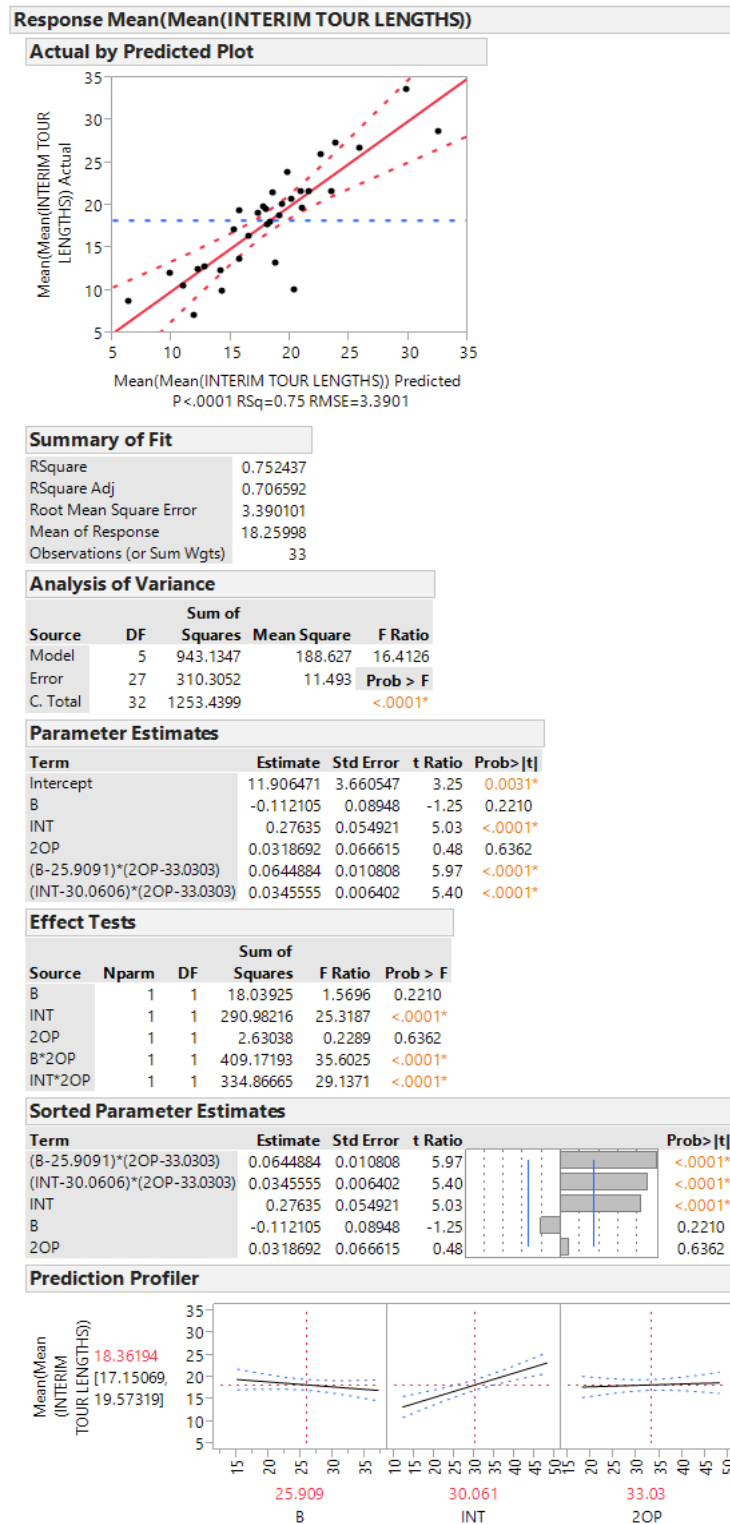 Response Mean(Mean(INTERIM TOUR LENGTHS))
Actual by Predicted Plot
35
30
25
20
15
10
5
Mean(Mean(INTERIM TOUR
LENGTHS)) Actual
5 10 15 20 25 30 35
Mean(Mean(INTERIM TOUR LENGTHS)) Predicted
P<.0001 RSq=0.75 RMSE=3.3901
Summary of Fit
RSquare 0.752437
RSquare Adj 0.706592
Root Mean Square Error 3.390101
Mean of Response 18.25998
Observations (or Sum Wgts) 33
Analysis of Variance
Sum of
Source DF Squares Mean Square F Ratio
Model 5 943.1347 188.627 16.4126
Error 27 310.3052 11.493 Prob > F
C. Total 32 1253.4399 <.0001*
Parameter Estimates
Term Estimate Std Error t Ratio Prob>|t|
Intercept 11.906471 3.660547 3.25 0.0031*
B -0.112105 0.08948 -1.25 0.2210
INT 0.27635 0.054921 5.03 <.0001*
2OP 0.0318692 0.066615 0.48 0.6362
(B-25.9091)*(2OP-33.0303) 0.0644884 0.010808 5.97 <.0001*
(INT-30.0606)*(2OP-33.0303) 0.0345555 0.006402 5.40 <.0001*
Effect Tests
Sum of
Source Nparm DF Squares F Ratio Prob > F
B 1 1 18.03925 1.5696 0.2210
INT 1 1 290.98216 25.3187 <.0001*
2OP 1 1 2.63038 0.2289 0.6362
B*2OP 1 1 409.17193 35.6025 <.0001*
INT*2OP 1 1 334.86665 29.1371 <.0001*
Sorted Parameter Estimates
Term Estimate Std Error t Ratio Prob>|t|
(B-25.9091)*(2OP-33.0303) 0.0644884 0.010808 5.97 <.0001*
(INT-30.0606)*(2OP-33.0303) 0.0345555 0.006402 5.40 <.0001*
INT 0.27635 0.054921 5.03 <.0001*
B -0.112105 0.08948 -1.25 0.2210
2OP 0.0318692 0.066615 0.48 0.6362
Prediction Profiler
Mean(Mean
(INTERIM
TOUR LENGTHS))
18.36194
[17.15069,
19.57319]
35
30
25
20
15
10
5
15 20 25 30 35
10 15 20 25 30 35 40 45 50
15 20 25 30 35 40 45 50
25.909 30.061 33.03
B INT 2OP